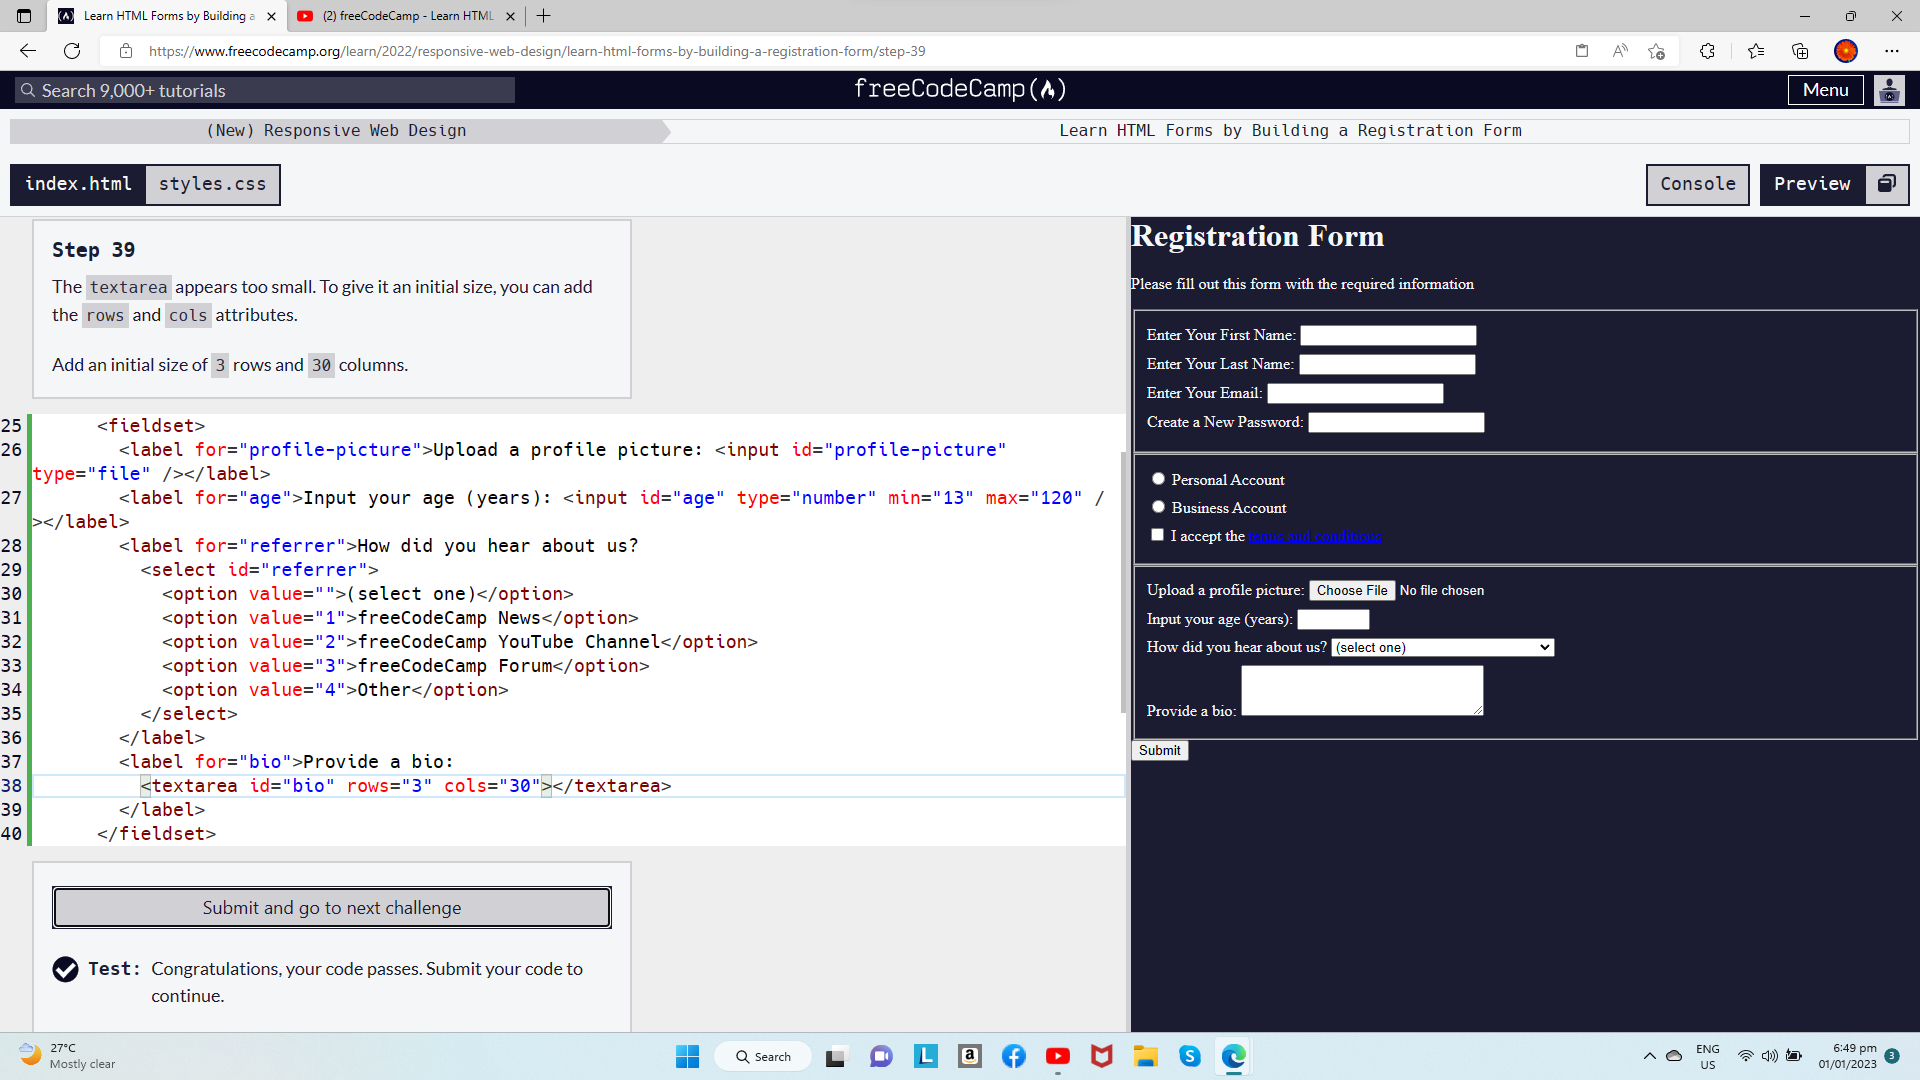 Learn HTML Forms by Building a
(2) freeCodeCamp - Learn HTML
https://www.freecodecamp.org/learn/2022/responsive-web-design/learn-html-forms-by-building-a-registration-form/step-39
Search 9,000+ tutorials
freeCodeCamp
Menu
(New) Responsive Web Design
Learn HTML Forms by Building a Registration Form
index.html
styles.css
Console
Preview
Step 39
The textarea appears too small. To give it an initial size, you can add
the rows and cols attributes.
Add an initial size of 3 rows and 30 columns.
25 <fieldset>
26 <label for="profile-picture">Upload a profile picture: <input id="profile-picture"
type="file" /></label>
27 <label for="age">Input your age (years): <input id="age" type="number" min="13" max="120" /
></label>
28 <label for="referrer">How did you hear about us?
29 <select id="referrer">
30 <option value="">(select one)</option>
31 <option value="1">freeCodeCamp News</option>
32 <option value="2">freeCodeCamp YouTube Channel</option>
33 <option value="3">freeCodeCamp Forum</option>
34 <option value="4">Other</option>
35 </select>
36 </label>
37 <label for="bio">Provide a bio:
38 <textarea id="bio" rows="3" cols="30"></textarea>
39 </label>
40 </fieldset>
Submit and go to next challenge
Test: Congratulations, your code passes. Submit your code to
continue.
Registration Form
Please fill out this form with the required information
Enter Your First Name:
Enter Your Last Name:
Enter Your Email:
Create a New Password:
Personal Account
Business Account
I accept the terms and conditions
Upload a profile picture: Choose File No file chosen
Input your age (years):
How did you hear about us? (select one)
Provide a bio:
Submit
27°C
Mostly clear
Search
ENG
US
6:49 pm
01/01/2023
3